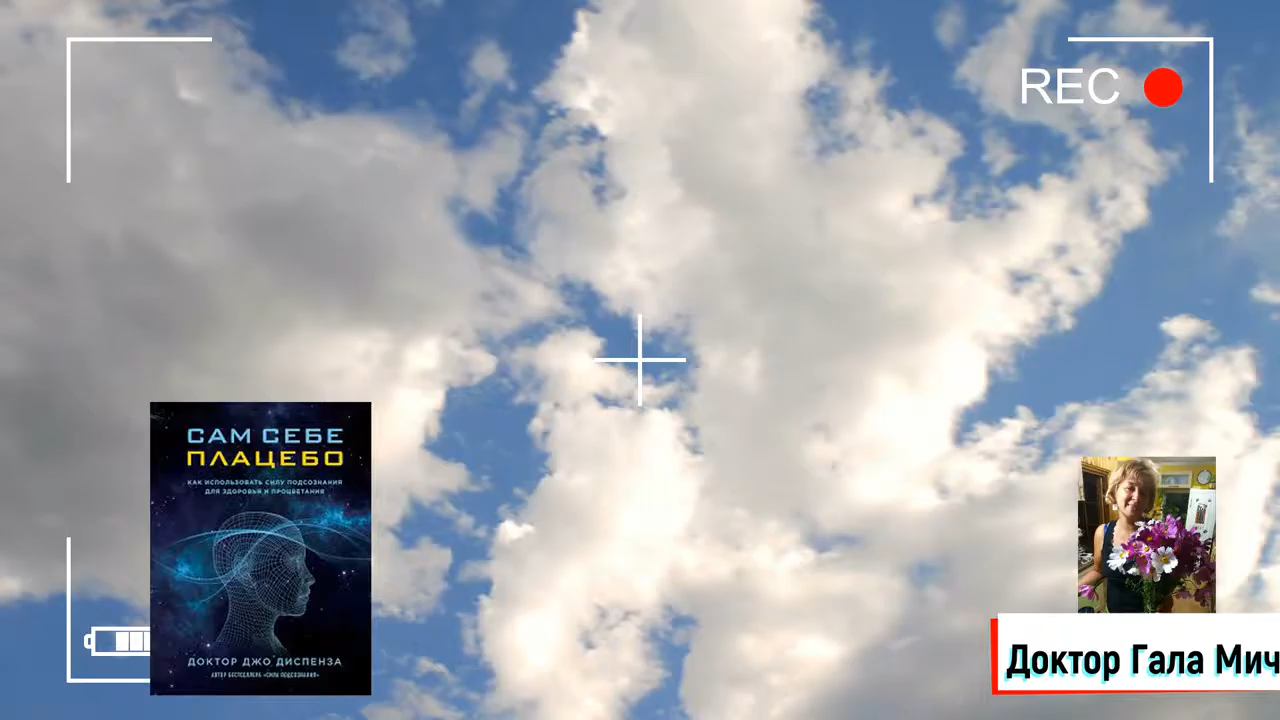 REC
САМ СЕБЕ
ПЛАЦЕБО
КАК ИСПОЛЬЗОВАТЬ СИЛУ ПОДСОЗНАНИЯ
ДЛЯ ЗДОРОВЬЯ И ПРОЦВЕТАНИЯ
ДОКТОР ДЖО ДИСПЕНЗА
АВТОР БЕСТСЕЛЛЕРА «СИЛА ПОДСОЗНАНИЯ»
Доктор Гала Мич